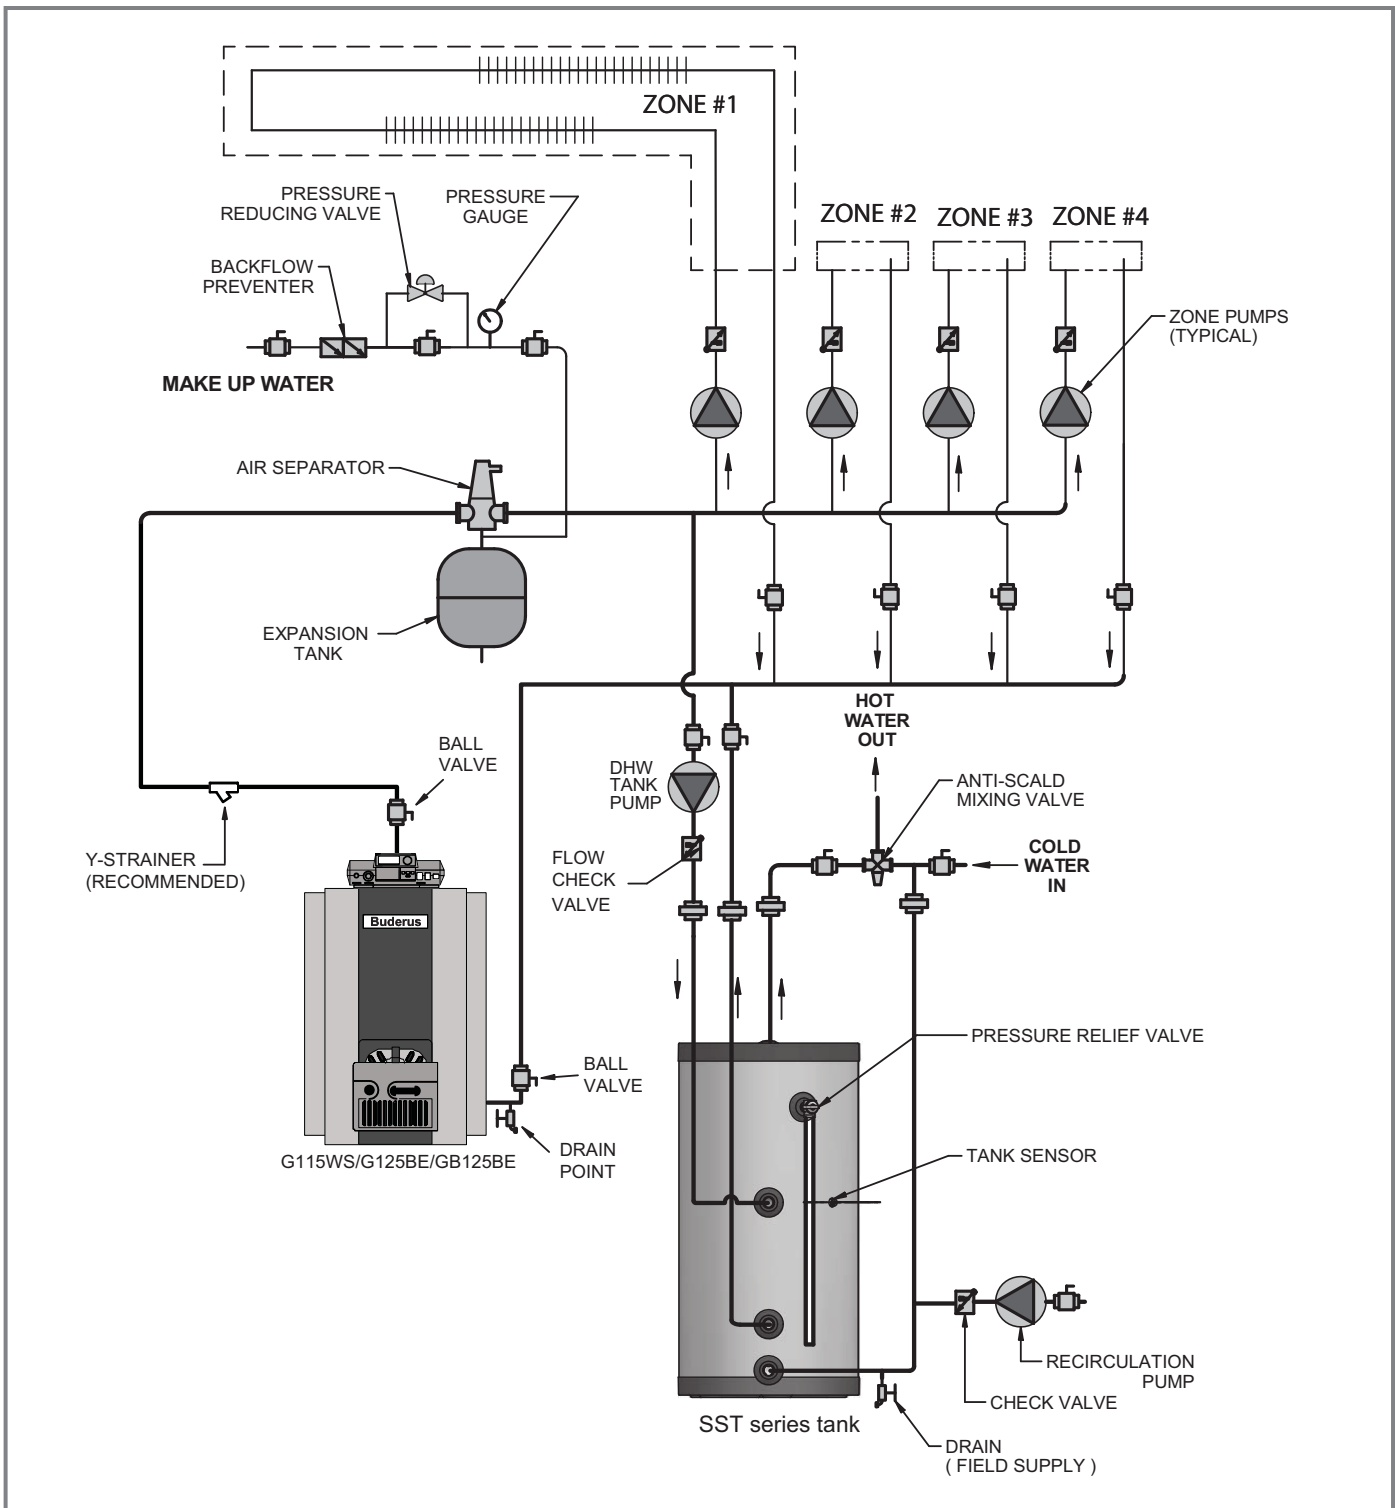 ZONE #1
PRESSURE
REDUCING VALVE
PRESSURE
GAUGE
ZONE #2
ZONE #3
ZONE #4
BACKFLOW
PREVENTER
ZONE PUMPS
(TYPICAL)
MAKE UP WATER
AIR SEPARATOR
EXPANSION
TANK
HOT
WATER
OUT
BALL
VALVE
DHW
TANK
PUMP
ANTI-SCALD
MIXING VALVE
Y-STRAINER
(RECOMMENDED)
FLOW
CHECK
VALVE
COLD
WATER
IN
Buderus
PRESSURE RELIEF VALVE
BALL
VALVE
DRAIN
POINT
G115WS/G125BE/GB125BE
TANK SENSOR
RECIRCULATION
PUMP
CHECK VALVE
SST series tank
DRAIN
( FIELD SUPPLY )